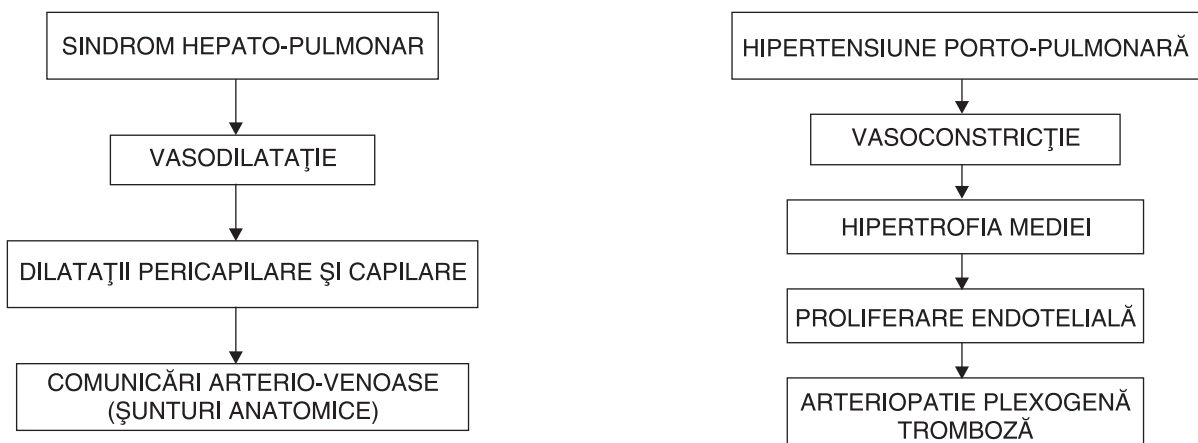 SINDROM HEPATO-PULMONAR
VASODILATAŢIE
DILATAŢII PERICAPILARE ŞI CAPILARE
COMUNICĂRI ARTERIO-VENOASE
(ŞUNTURI ANATOMICE)
HIPERTENSIUNE PORTO-PULMONARĂ
VASOCONSTRICŢIE
HIPERTROFIA MEDIEI
PROLIFERARE ENDOTELIALĂ
ARTERIOPATIE PLEXOGENĂ
TROMBOZĂ